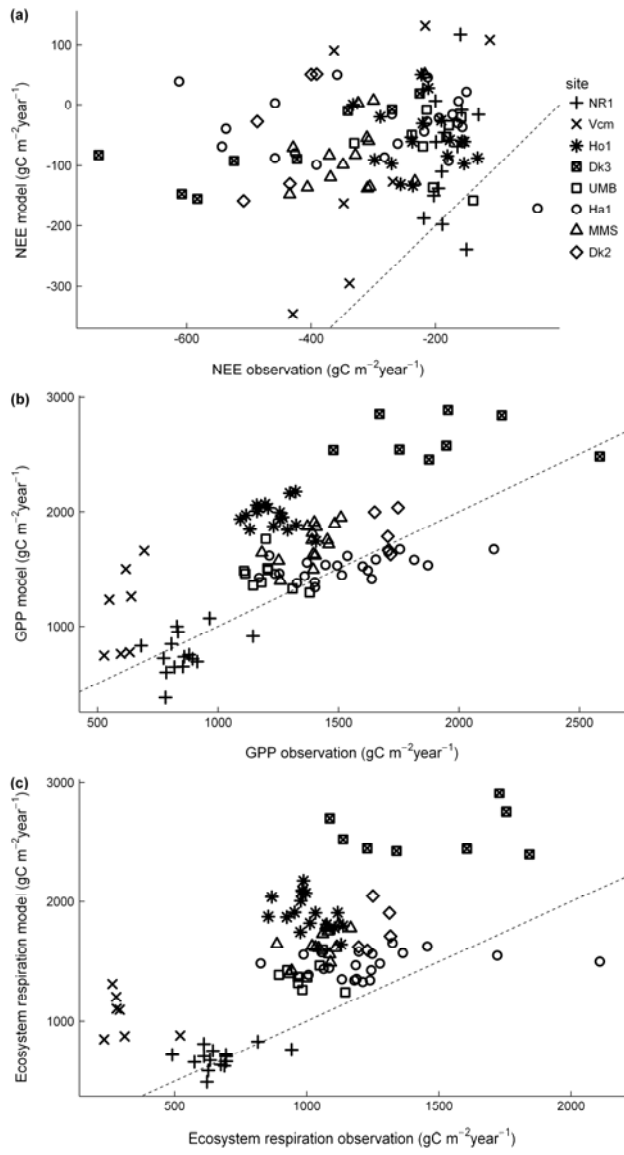 (a)
100
0
-100
-200
-300
NEE model (gC m⁻²year⁻¹)
-600
-400
-200
NEE observation (gC m⁻²year⁻¹)
site
NR1
Vcm
Ho1
Dk3
UMB
Ha1
MMS
Dk2
(b)
3000
2000
1000
GPP model (gC m⁻²year⁻¹)
500
1000
1500
2000
2500
GPP observation (gC m⁻²year⁻¹)
(c)
3000
2000
1000
Ecosystem respiration model (gC m⁻²year⁻¹)
500
1000
1500
2000
Ecosystem respiration observation (gC m⁻²year⁻¹)